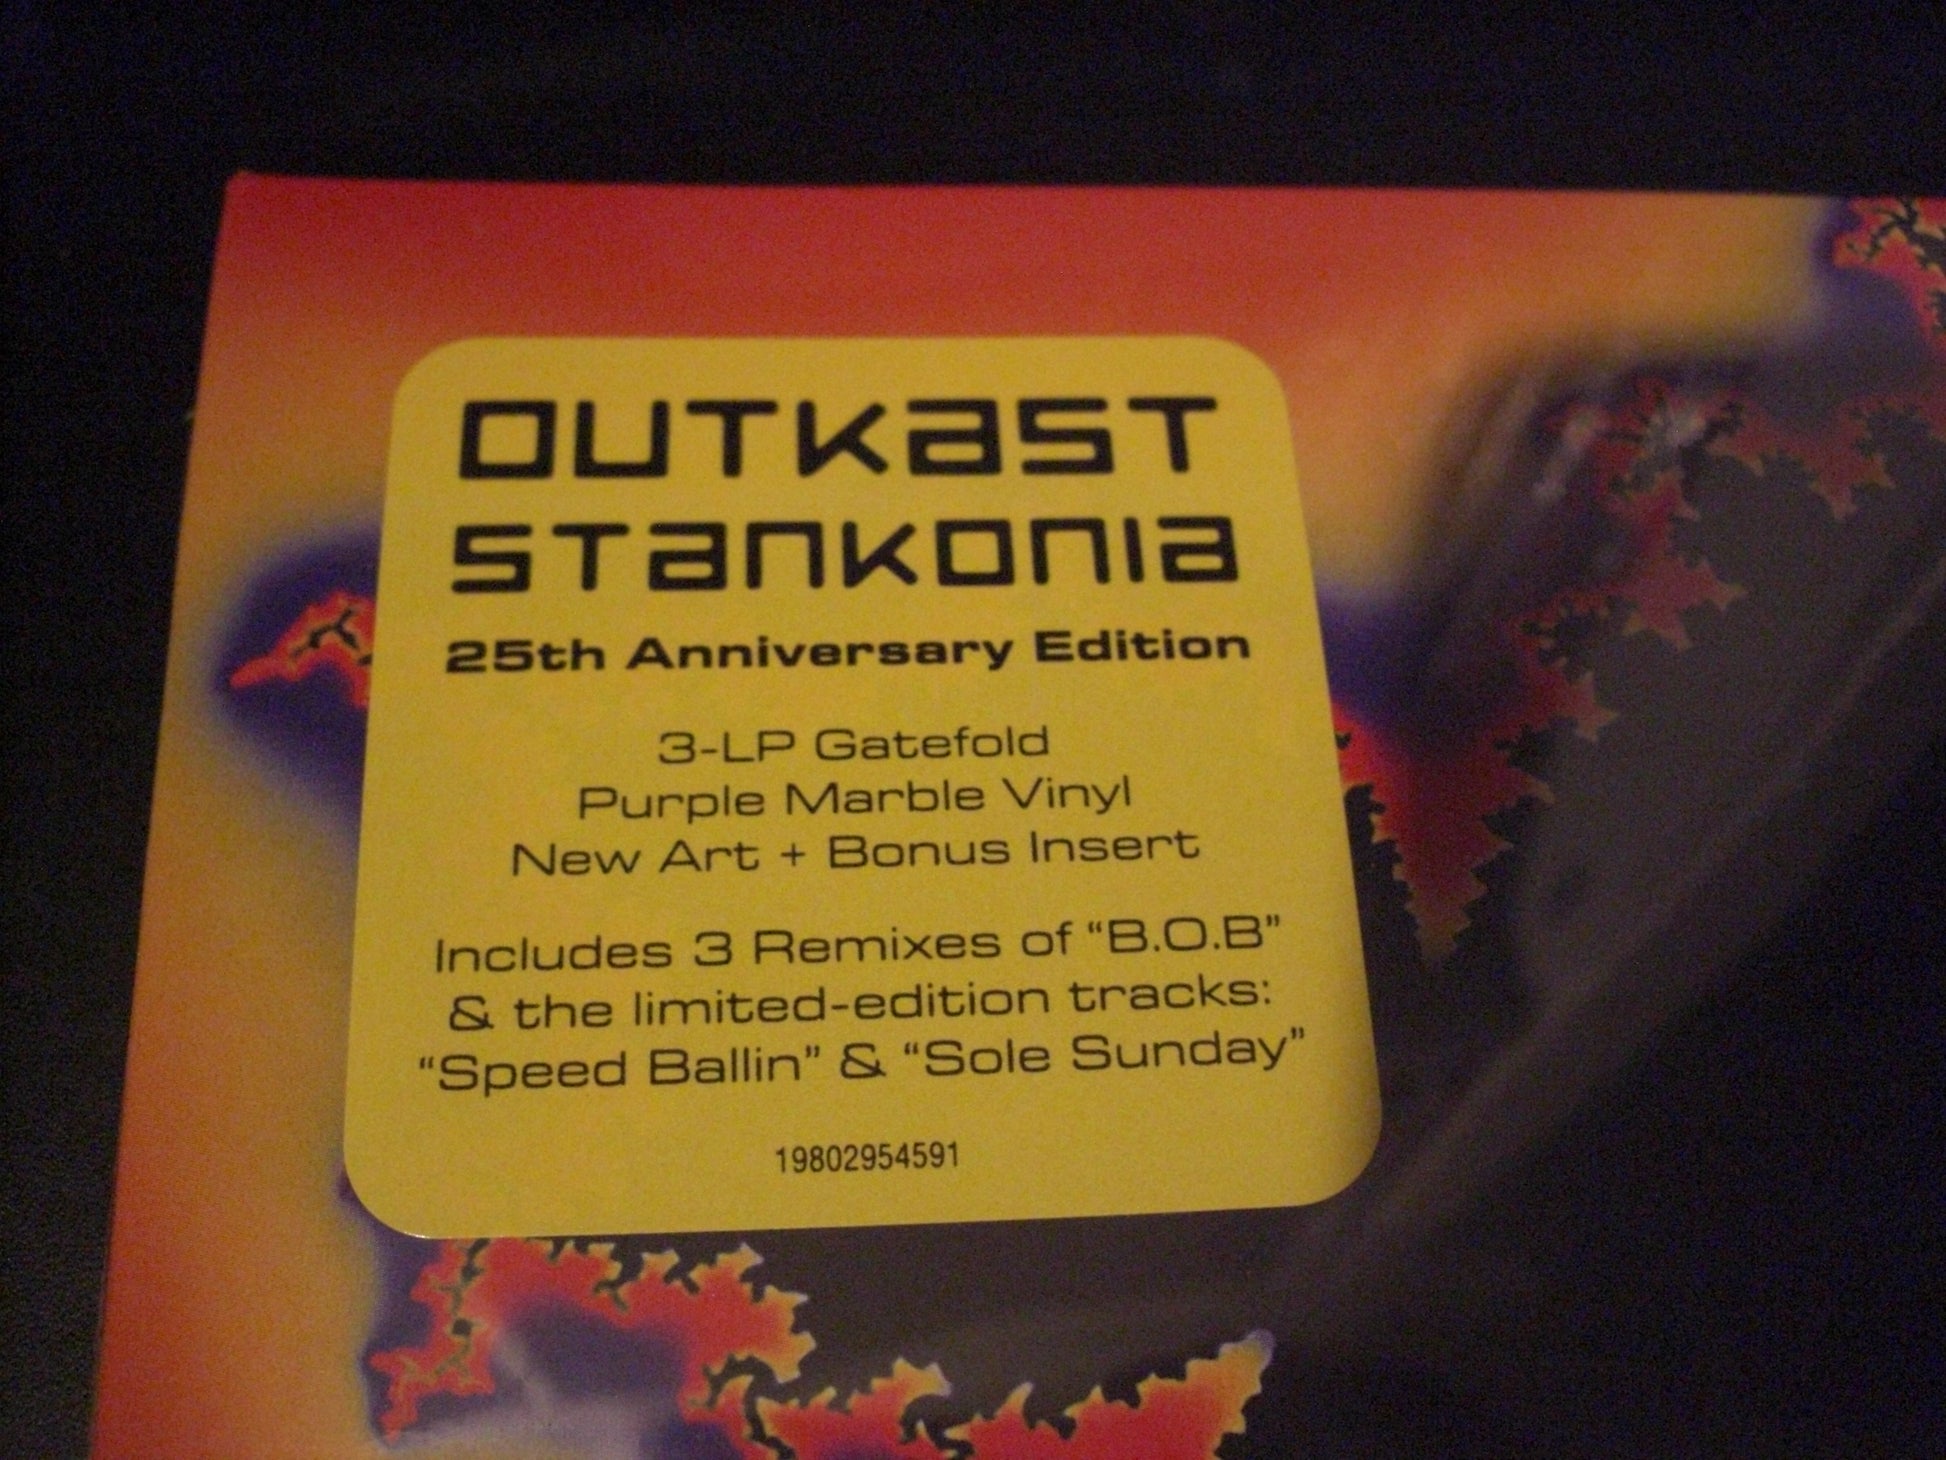 OUTKaST
STanKOnIa
25th Anniversary Edition
3-LP Gatefold
Purple Marble Vinyl
New Art + Bonus Insert
Includes 3 Remixes of “B.O.B”
& the limited-edition tracks:
“Speed Ballin” & “Sole Sunday”
19802954591